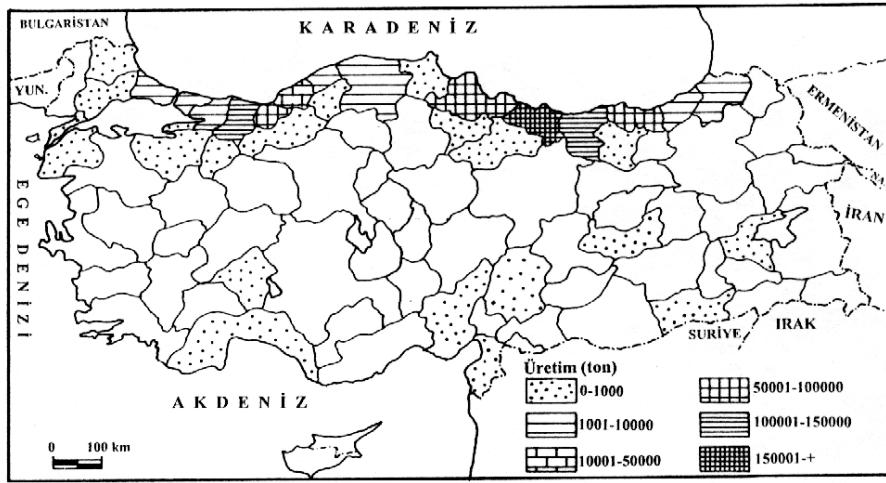 BULGARİSTAN
KARADENİZ
YUN.
ERMENİSTAN
EGE DENİZİ
İRAN
SURİYE
IRAK
AKDENİZ
0 100 km
Üretim (ton)
0-1000
1001-10000
10001-50000
50001-100000
100001-150000
150001-+